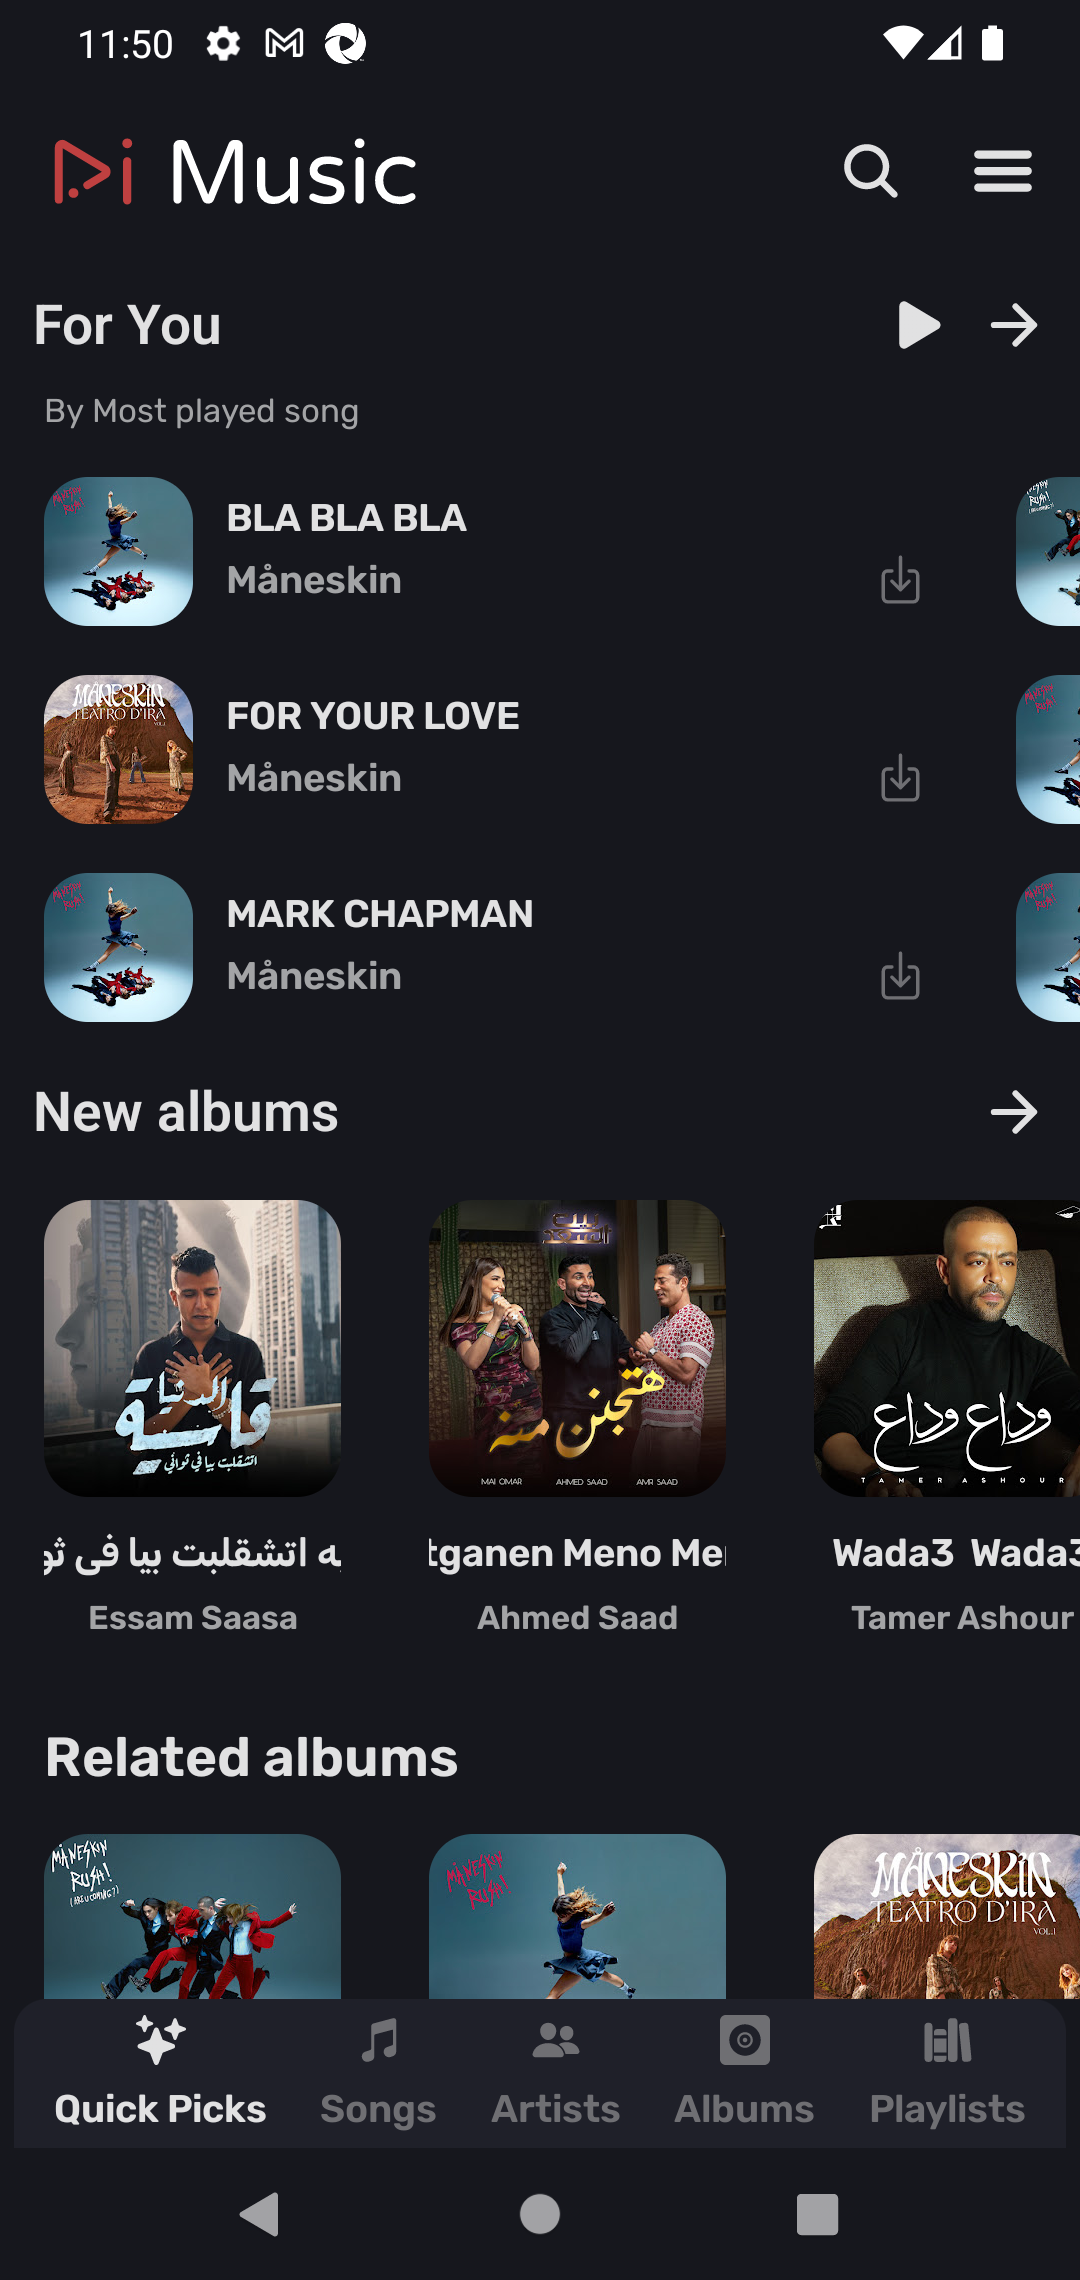 11:50
Music
For You
By Most played song
BLA BLA BLA
Måneskin
FOR YOUR LOVE
Måneskin
MARK CHAPMAN
Måneskin
New albums
الدنيا
قاسية
اتشقلبت بيا في ثواني
هتجنن منه
MAI OMAR AHMED SAAD AMR SAAD
وداع وداع
TAMER ASHOUR
اتشقلبت بيا فى
Meno
Wada3 Wada3
Essam Saasa
Ahmed Saad
Tamer Ashour
Related albums
MÅNESKIN
RUSH!
(ARE U COMING?)
MÅNESKIN
RUSH!
MÅNESKIN
TEATRO D'IRA
VOL.I
Quick Picks
Songs
Artists
Albums
Playlists